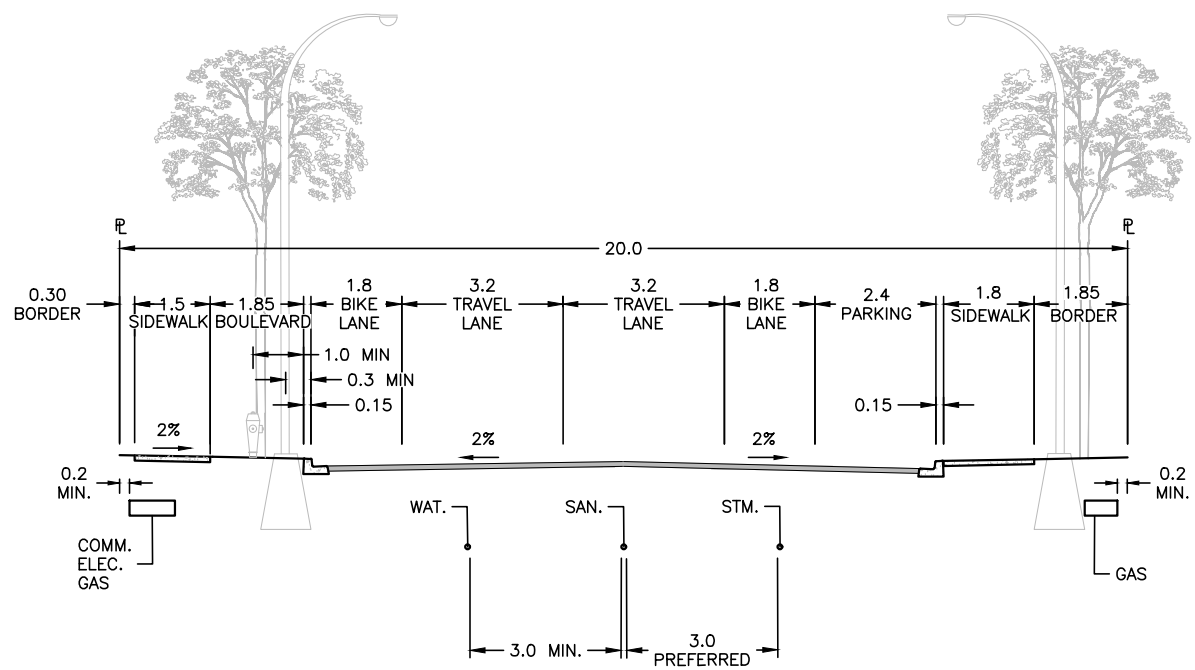 ℄ ℄
20.0
0.30
BORDER
1.5
SIDEWALK
1.85
BOULEVARD
1.8
BIKE
LANE
3.2
TRAVEL
LANE
3.2
TRAVEL
LANE
1.8
BIKE
LANE
2.4
PARKING
1.8
SIDEWALK
1.85
BORDER
1.0 MIN
0.3 MIN
0.15
0.15
2%
2%
2%
0.2
MIN.
0.2
MIN.
WAT.
SAN.
STM.
COMM.
ELEC.
GAS
GAS
3.0 MIN.
3.0
PREFERRED